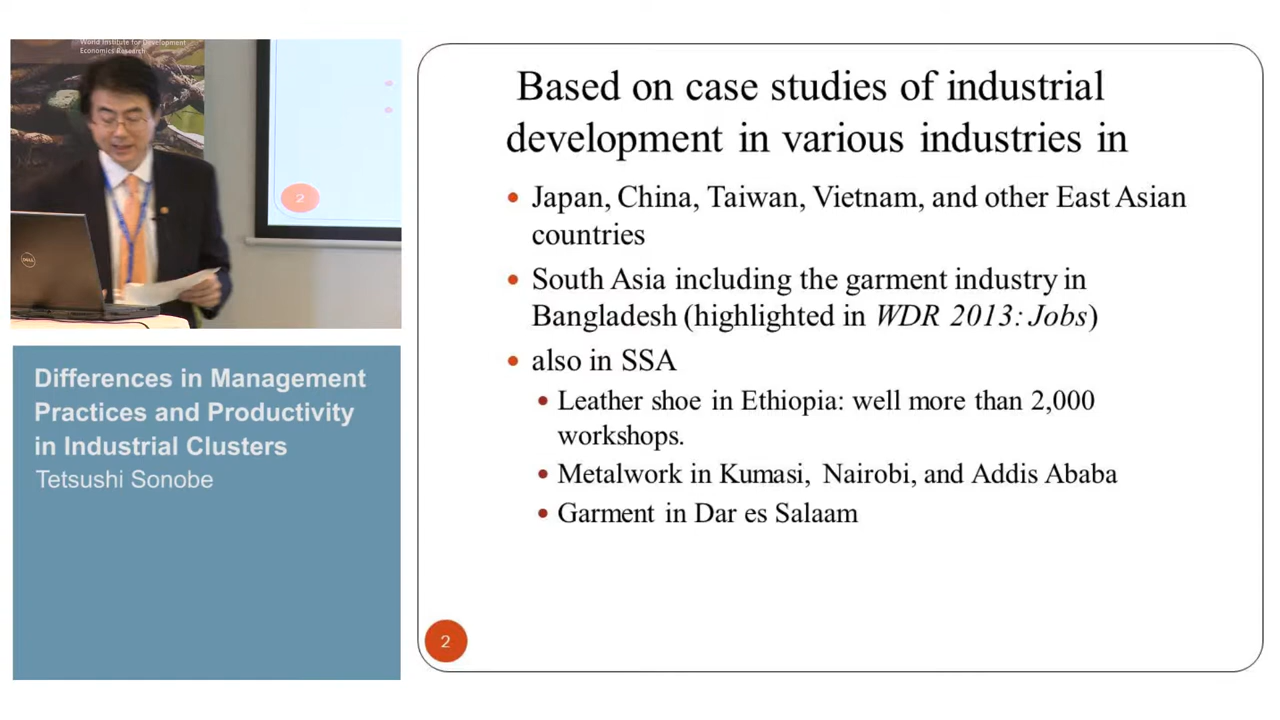 World Institute for Development
Economics Research
2
DELL
Differences in Management
Practices and Productivity
in Industrial Clusters
Tetsushi Sonobe
Based on case studies of industrial
development in various industries in
• Japan, China, Taiwan, Vietnam, and other East Asian
countries
• South Asia including the garment industry in
Bangladesh (highlighted in WDR 2013: Jobs)
• also in SSA
• Leather shoe in Ethiopia: well more than 2,000
workshops.
• Metalwork in Kumasi, Nairobi, and Addis Ababa
• Garment in Dar es Salaam
2